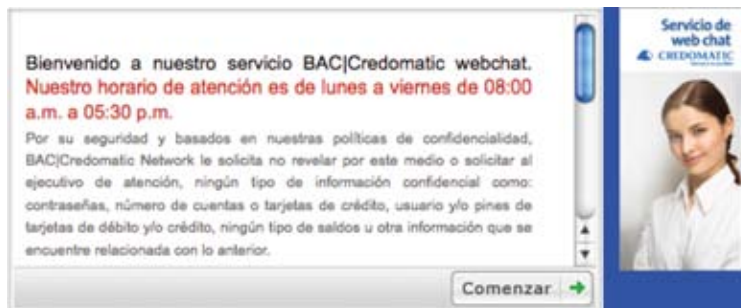 Bienvenido a nuestro servicio BAC|Credomatic webchat.
Nuestro horario de atención es de lunes a viernes de 08:00
a.m. a 05:30 p.m.
Por su seguridad y basados en nuestras políticas de confidencialidad,
BAC|Credomatic Network le solicita no revelar por este medio o solicitar al
ejecutivo de atención, ningún tipo de información confidencial como:
contraseñas, número de cuentas o tarjetas de crédito, usuario y/o pines de
tarjetas de débito y/o crédito, ningún tipo de saldos u otra información que se
encuentre relacionada con lo anterior.
Comenzar
Servicio de
web chat
CREDOMATIC